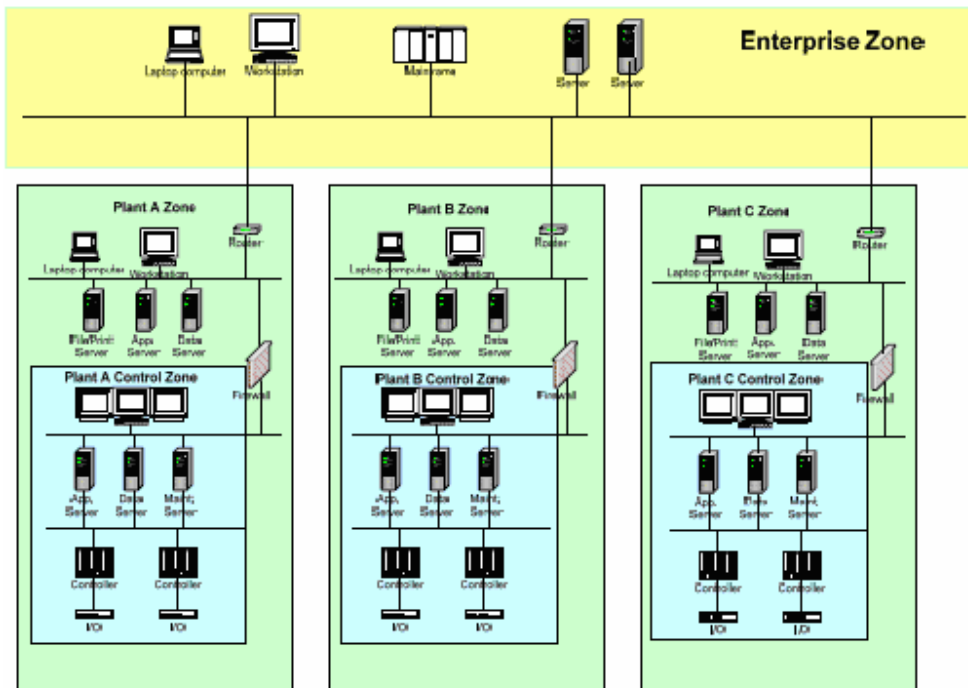 Enterprise Zone
Laptop computer
Workstation
Mainframe
Server
Server
Plant A Zone
Router
Laptop computer
Workstation
File/Print Server
App. Server
Data Server
Firewall
Plant A Control Zone
App. Server
Data Server
Maint. Server
Controller
Controller
I/O
I/O
Plant B Zone
Router
Laptop computer
Workstation
File/Print Server
App. Server
Data Server
Firewall
Plant B Control Zone
App. Server
Data Server
Maint. Server
Controller
Controller
I/O
I/O
Plant C Zone
Router
Laptop computer
Workstation
File/Print Server
App. Server
Data Server
Firewall
Plant C Control Zone
App. Server
Data Server
Maint. Server
Controller
Controller
I/O
I/O